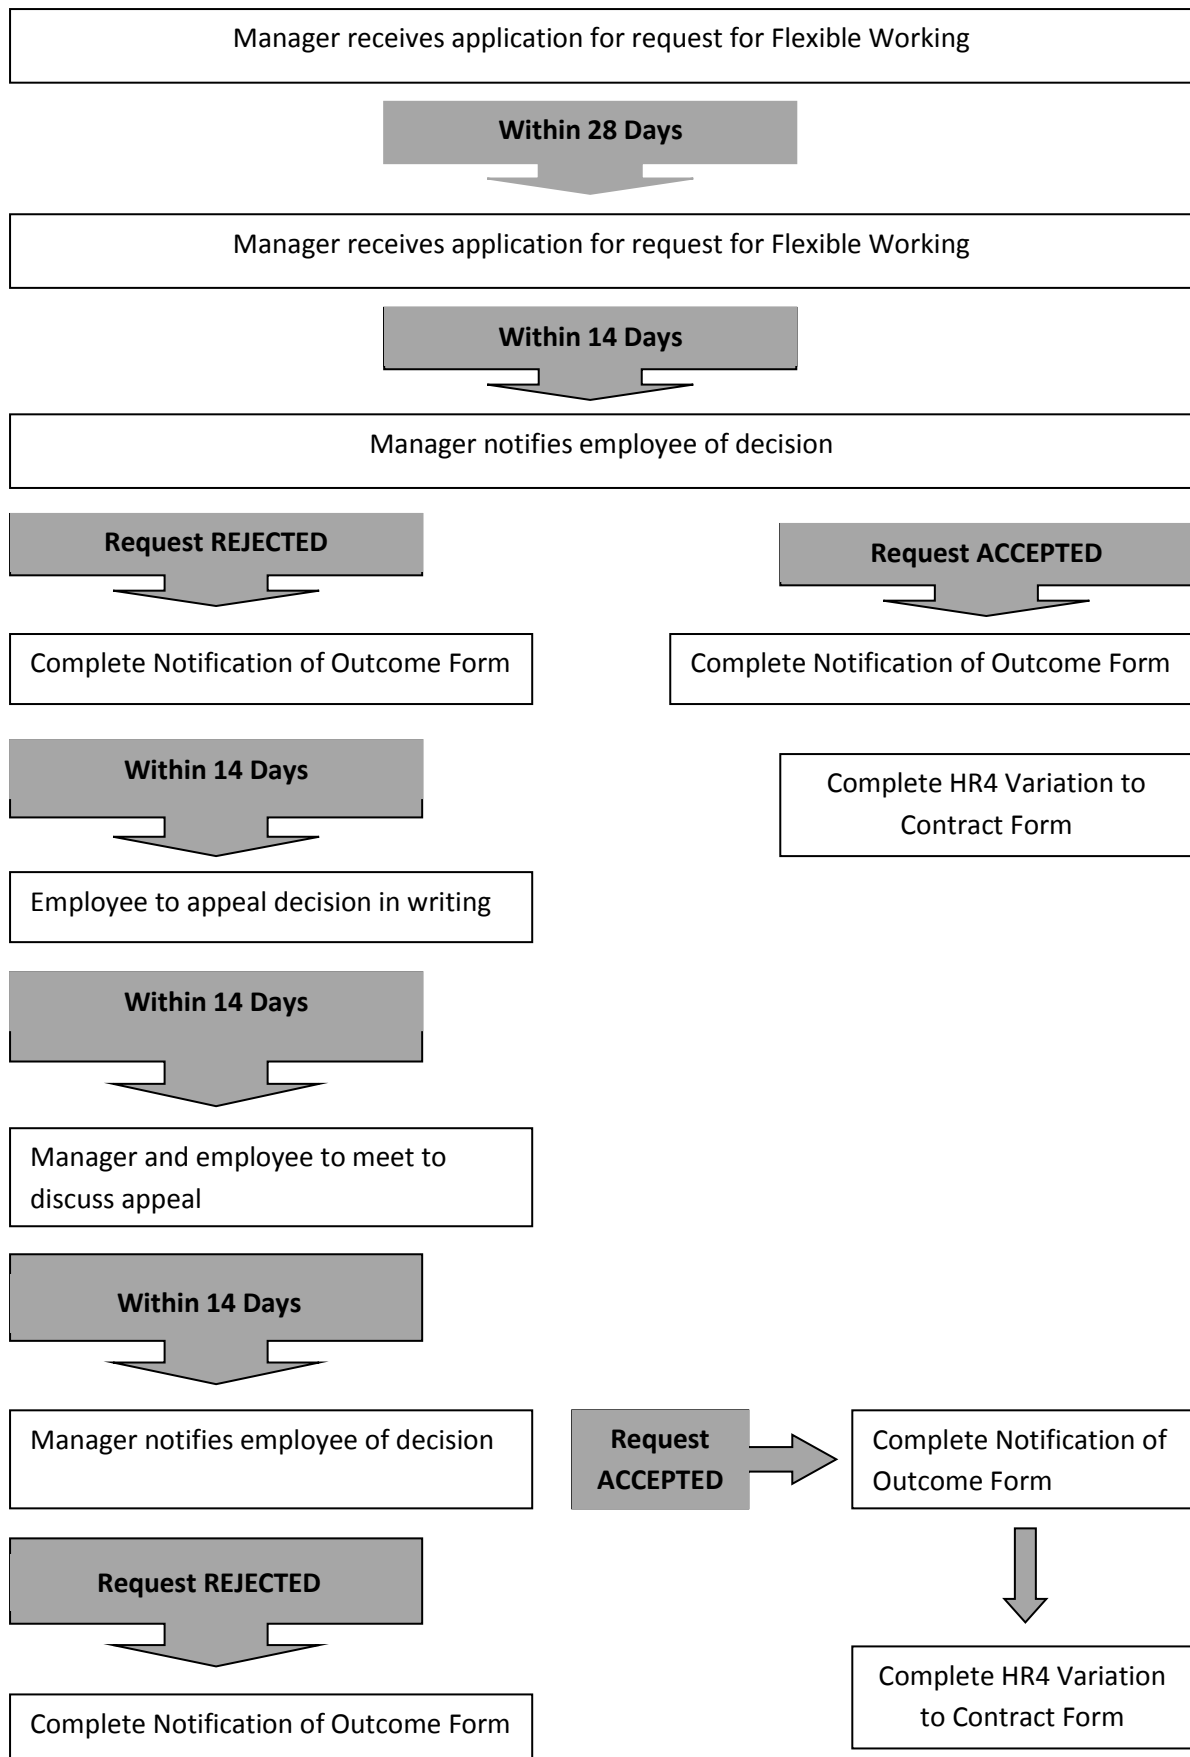 Manager receives application for request for Flexible Working
Within 28 Days
Manager receives application for request for Flexible Working
Within 14 Days
Manager notifies employee of decision
Request REJECTED
Request ACCEPTED
Complete Notification of Outcome Form
Complete Notification of Outcome Form
Within 14 Days
Complete HR4 Variation to
Contract Form
Employee to appeal decision in writing
Within 14 Days
Manager and employee to meet to
discuss appeal
Within 14 Days
Manager notifies employee of decision
Request
ACCEPTED
Complete Notification of
Outcome Form
Request REJECTED
Complete Notification of Outcome Form
Complete HR4 Variation
to Contract Form